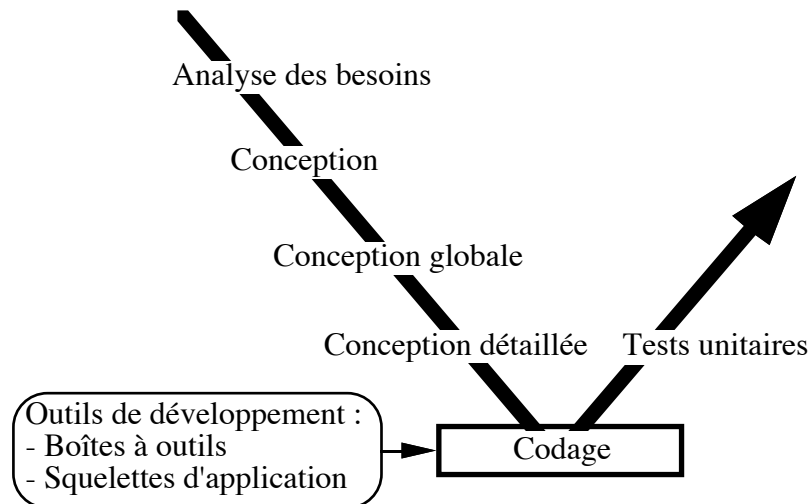 Analyse des besoins
Conception
Conception globale
Conception détaillée
Tests unitaires
Outils de développement :
- Boîtes à outils
- Squelettes d'application
Codage